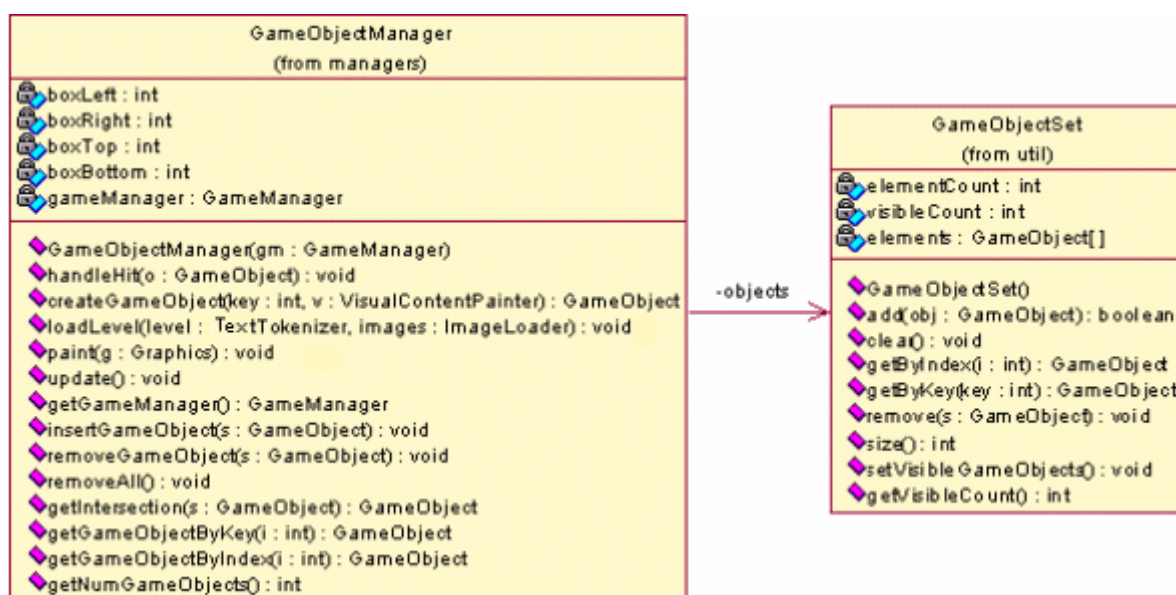 GameObjectManager
(from managers)
boxLeft : int
boxRight : int
boxTop : int
boxBottom : int
gameManager : GameManager
GameObjectManager(gm : GameManager)
handleHit(o : GameObject) : void
createGameObject(key : int, v : VisualContentPainter) : GameObject
loadLevel(level : TextTokenizer, images : ImageLoader) : void
paint(g : Graphics) : void
update() : void
getGameManager() : GameManager
insertGameObject(s : GameObject) : void
removeGameObject(s : GameObject) : void
removeAll() : void
getIntersection(s : GameObject) : GameObject
getGameObjectByKey(i : int) : GameObject
getGameObjectByIndex(i : int) : GameObject
getNumGameObjects() : int
-objects
GameObjectSet
(from util)
elementCount : int
visibleCount : int
elements : GameObject[]
GameObjectSet()
add(obj : GameObject) : boolean
clear() : void
getByIndex(i : int) : GameObject
getByKey(key : int) : GameObject
remove(s : GameObject) : void
size() : int
setVisibleGameObjects() : void
getVisibleCount() : int